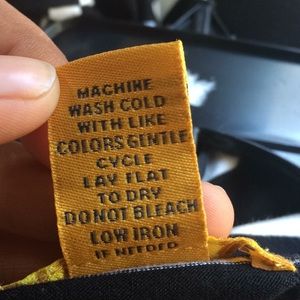 MACHINE
WASH COLD
WITH LIKE
COLORS GENTLE
CYCLE
LAY FLAT
TO DRY
DO NOT BLEACH
LOW IRON
IF NEEDED